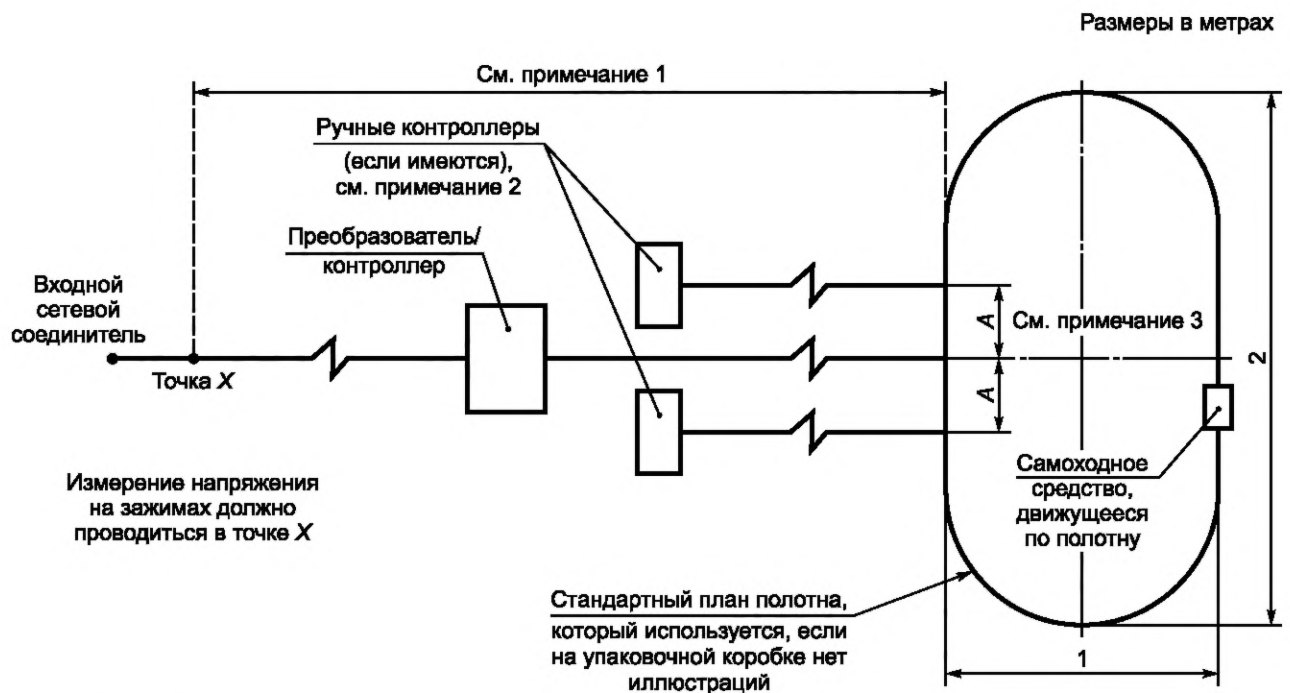 Размеры в метрах
См. примечание 1
Ручные контроллеры
(если имеются),
см. примечание 2
Преобразователь/
контроллер
Входной
сетевой
соединитель
Точка X
A
См. примечание 3
A
2
Измерение напряжения
на зажимах должно
проводиться в точке X
Самоходное
средство,
движущееся
по полотну
Стандартный план полотна,
который используется, если
на упаковочной коробке нет
иллюстраций
1